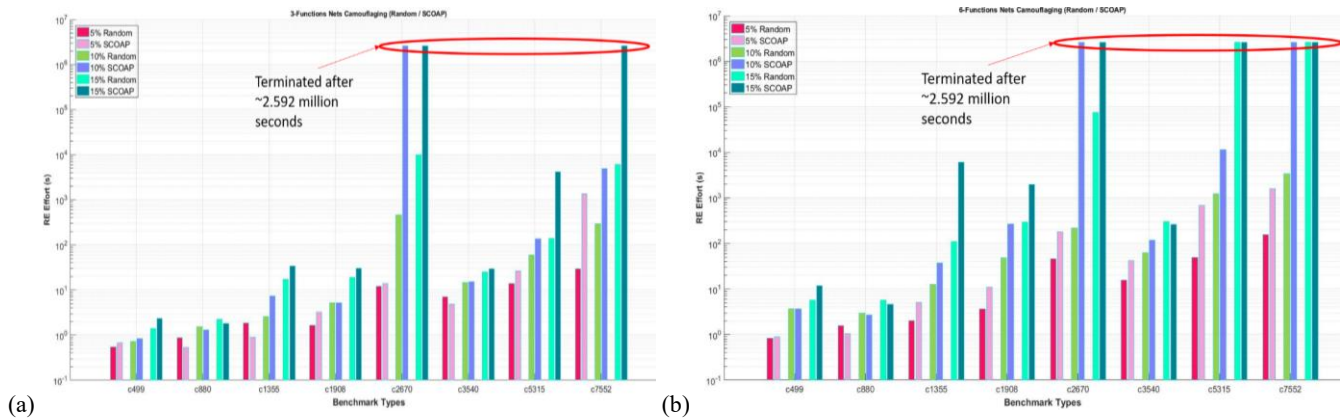 3-Functions Nets Camouflaging (Random / SCOAP)
10^7
10^6
10^5
10^4
10^3
10^2
10^1
10^0
10^-1
RE Effort (s)
5% Random
5% SCOAP
10% Random
10% SCOAP
15% Random
15% SCOAP
Terminated after
~2.592 million
seconds
c499 c880 c1355 c1908 c2670 c3540 c5315 c7552
Benchmark Types
(a)
6-Functions Nets Camouflaging (Random / SCOAP)
10^7
10^6
10^5
10^4
10^3
10^2
10^1
10^0
10^-1
RE Effort (s)
5% Random
5% SCOAP
10% Random
10% SCOAP
15% Random
15% SCOAP
Terminated after
~2.592 million
seconds
c499 c880 c1355 c1908 c2670 c3540 c5315 c7552
Benchmark Types
(b)